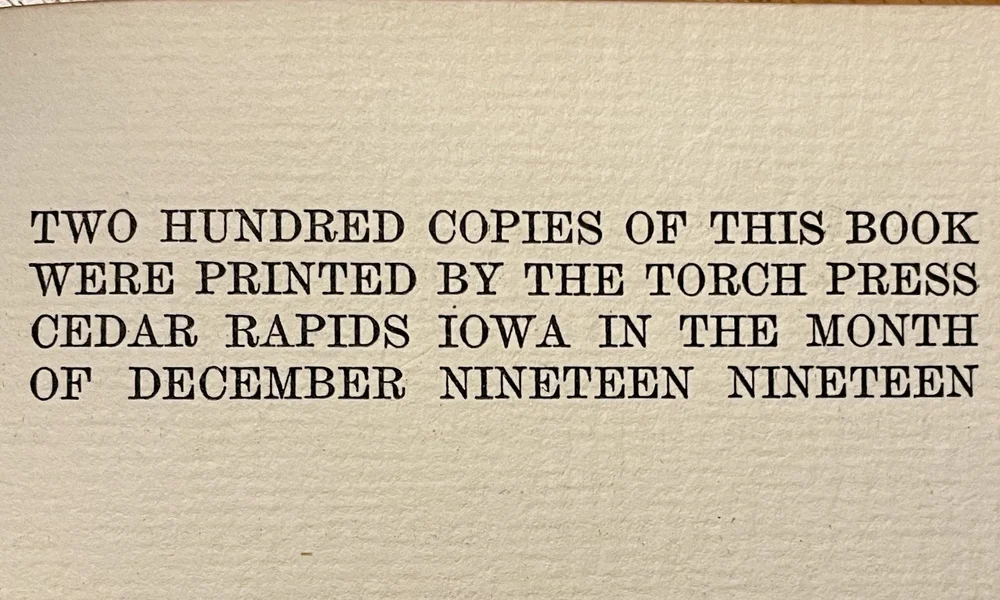 TWO HUNDRED COPIES OF THIS BOOK
WERE PRINTED BY THE TORCH PRESS
CEDAR RAPIDS IOWA IN THE MONTH
OF DECEMBER NINETEEN NINETEEN